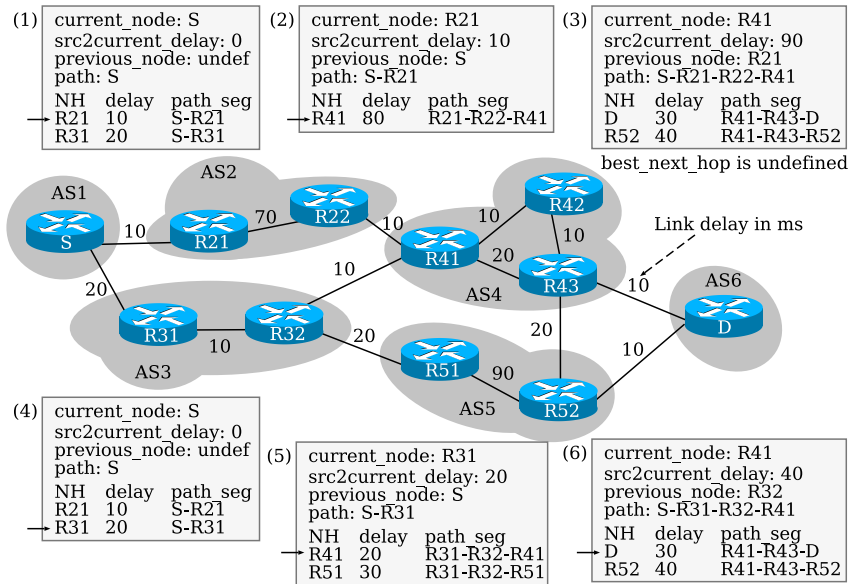 (1)
current_node: S
src2current_delay: 0
previous_node: undef
path: S
NH delay path_seg
R21 10 S-R21
R31 20 S-R31
(2)
current_node: R21
src2current_delay: 10
previous_node: S
path: S-R21
NH delay path_seg
R41 80 R21-R22-R41
(3)
current_node: R41
src2current_delay: 90
previous_node: R21
path: S-R21-R22-R41
NH delay path_seg
D 30 R41-R43-D
R52 40 R41-R43-R52
best_next_hop is undefined
AS1
S
10
20
AS2
R21
70
R22
10
R42
10
10
R41
20
R43
AS4
Link delay in ms
10
AS6
D
10
R31
10
R32
AS3
10
20
R51
90
R52
AS5
20
(4)
current_node: S
src2current_delay: 0
previous_node: undef
path: S
NH delay path_seg
R21 10 S-R21
R31 20 S-R31
(5)
current_node: R31
src2current_delay: 20
previous_node: S
path: S-R31
NH delay path_seg
R41 20 R31-R32-R41
R51 30 R31-R32-R51
(6)
current_node: R41
src2current_delay: 40
previous_node: R32
path: S-R31-R32-R41
NH delay path_seg
D 30 R41-R43-D
R52 40 R41-R43-R52